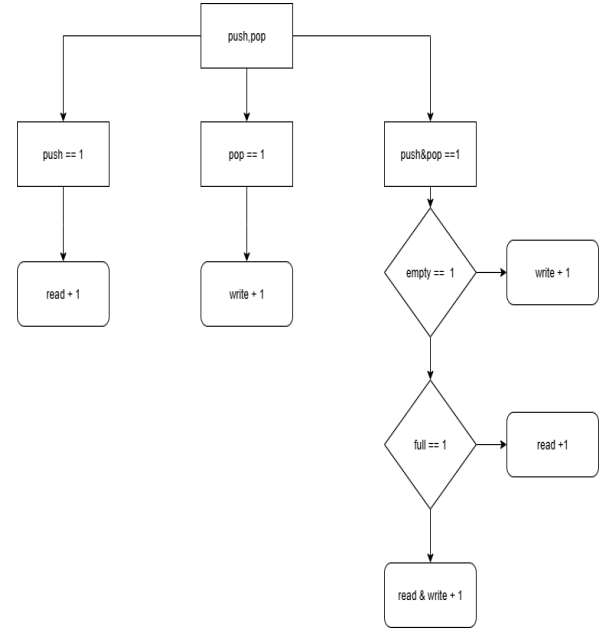 push,pop
push == 1
pop == 1
push&pop ==1
read + 1
write + 1
empty == 1
write + 1
full == 1
read +1
read & write + 1